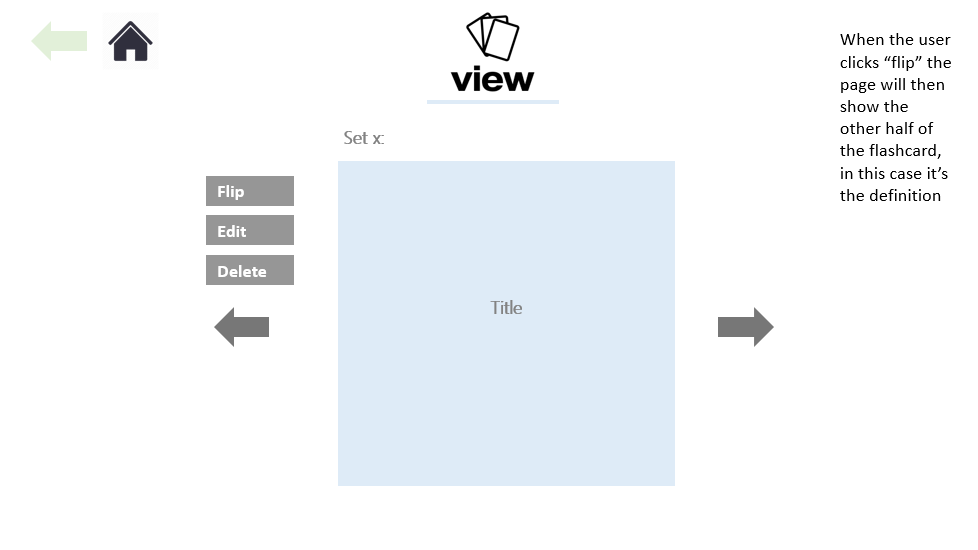 view
When the user
clicks “flip” the
page will then
show the
other half of
the flashcard,
in this case it’s
the definition
Set x:
Flip
Edit
Delete
Title